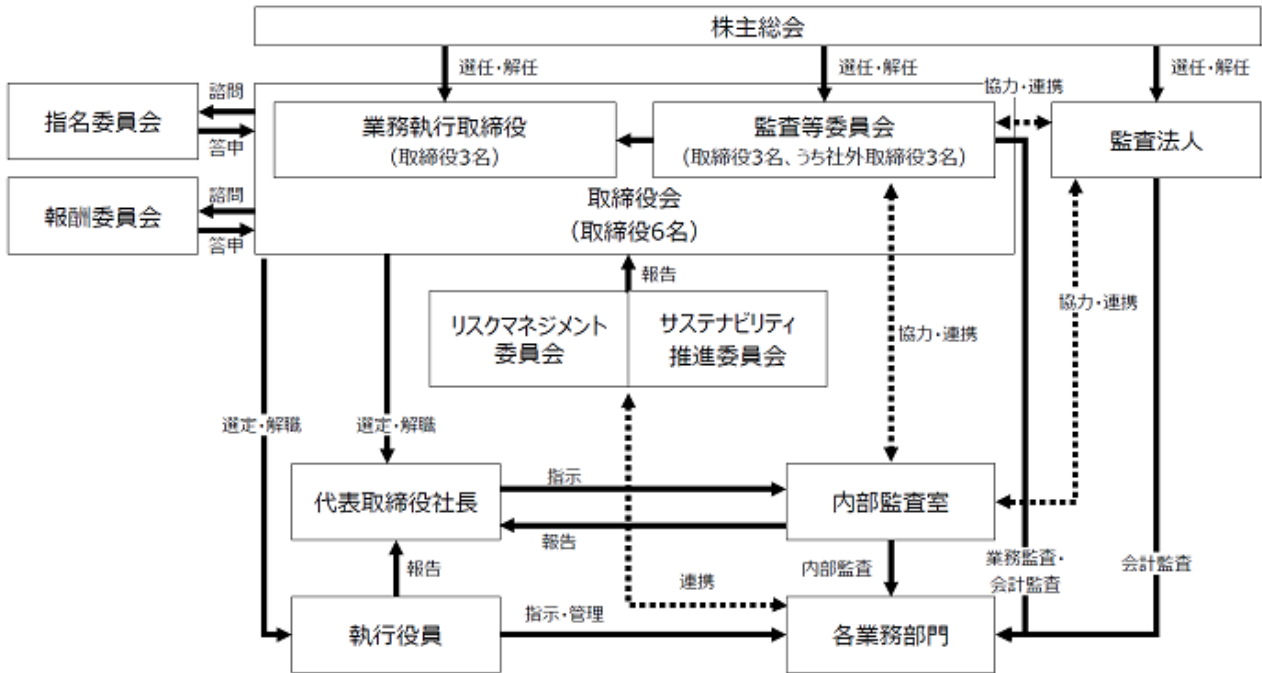 株主総会
選任・解任
選任・解任
選任・解任
指名委員会
諮問
答申
業務執行取締役
(取締役3名)
監査等委員会
(取締役3名、うち社外取締役3名)
協力・連携
監査法人
報酬委員会
諮問
答申
取締役会
(取締役6名)
報告
リスクマネジメント
委員会
サステナビリティ
推進委員会
協力・連携
協力・連携
選定・解職
選定・解職
代表取締役社長
指示
報告
内部監査室
報告
連携
内部監査
業務監査・
会計監査
会計監査
執行役員
指示・管理
各業務部門